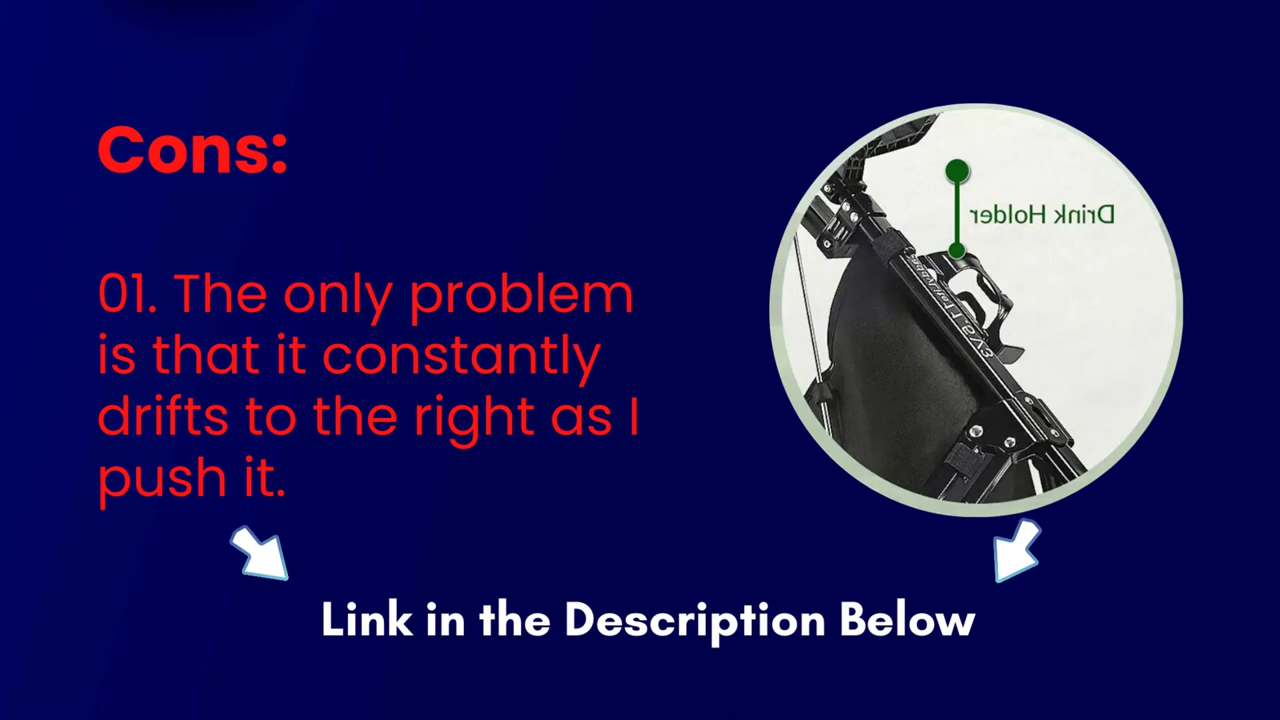 Cons:
01. The only problem
is that it constantly
drifts to the right as I
push it.
Drink Holder
Link in the Description Below